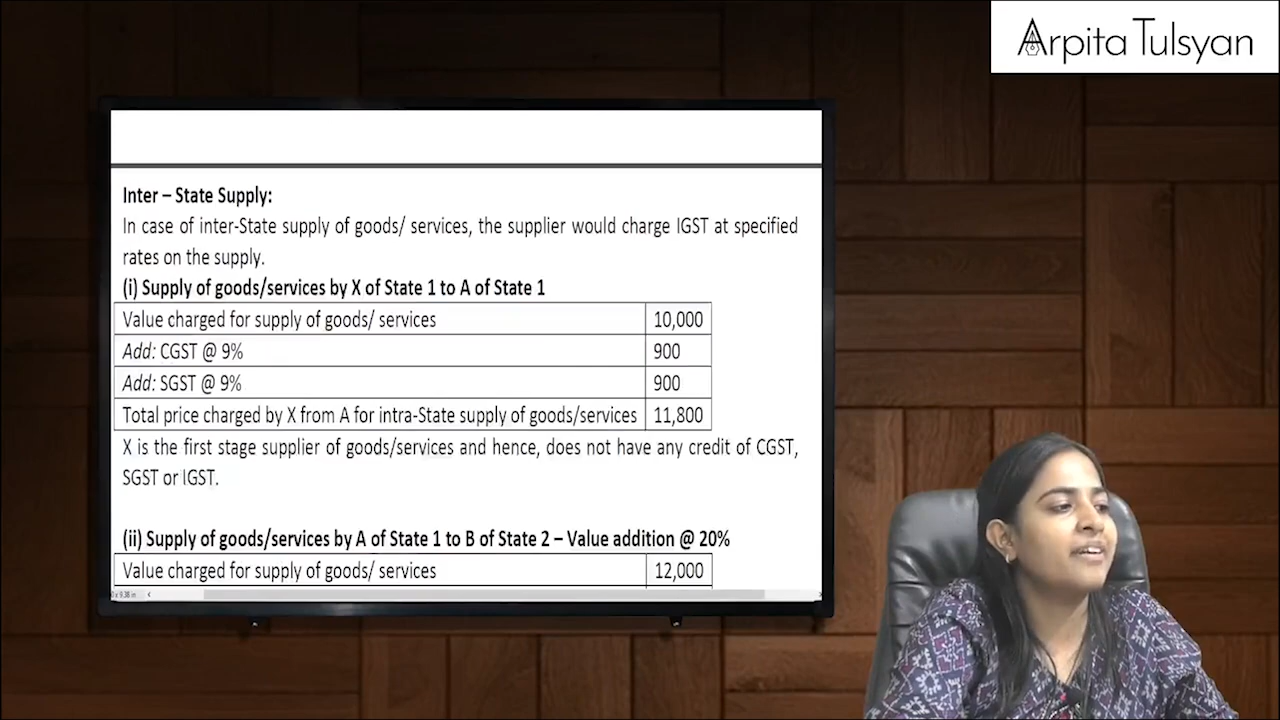 Arpita Tulsyan
Inter – State Supply:
In case of inter-State supply of goods/ services, the supplier would charge IGST at specified
rates on the supply.
(i) Supply of goods/services by X of State 1 to A of State 1
Value charged for supply of goods/ services 10,000
Add: CGST @ 9% 900
Add: SGST @ 9% 900
Total price charged by X from A for intra-State supply of goods/services 11,800
X is the first stage supplier of goods/services and hence, does not have any credit of CGST,
SGST or IGST.
(ii) Supply of goods/services by A of State 1 to B of State 2 – Value addition @ 20%
Value charged for supply of goods/ services 12,000